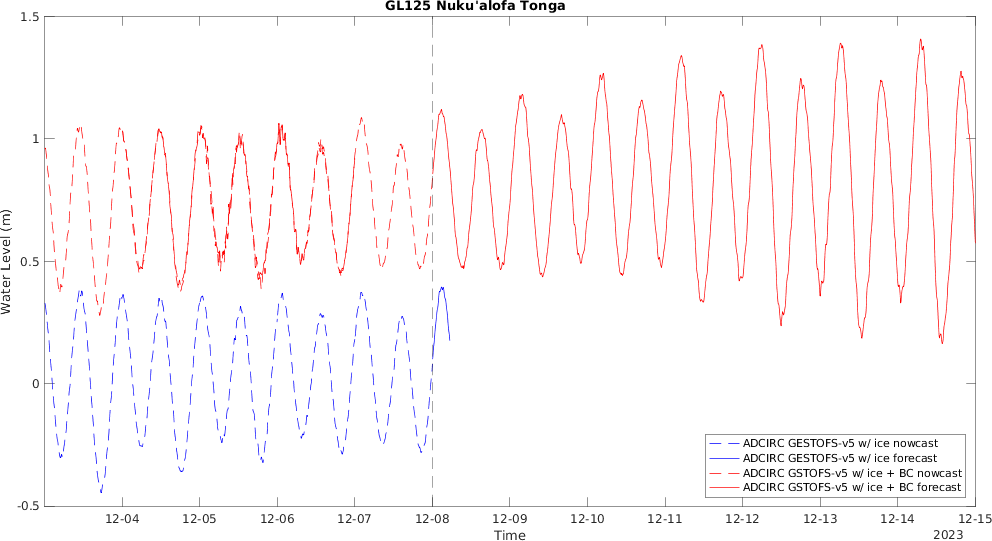 GL125 Nuku'alofa Tonga
1.5
1
0.5
0
-0.5
Water Level (m)
12-04 12-05 12-06 12-07 12-08 12-09 12-10 12-11 12-12 12-13 12-14 12-15
Time
2023
ADCIRC GESTOFS-v5 w/ ice nowcast
ADCIRC GESTOFS-v5 w/ ice forecast
ADCIRC GSTOFS-v5 w/ ice + BC nowcast
ADCIRC GSTOFS-v5 w/ ice + BC forecast